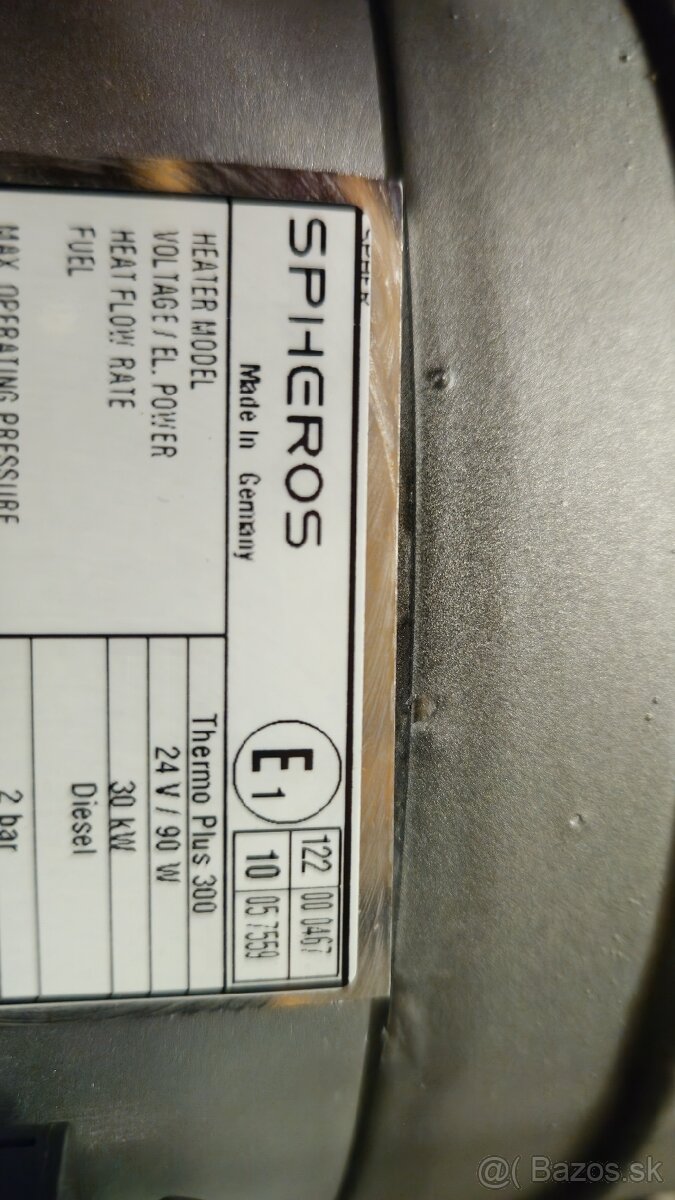 SPHEROS
Made In Germany
E1
122 00 0467
10 05 7559
HEATER MODEL Thermo Plus 300
VOLTAGE / EL. POWER 24 V / 90 W
HEAT FLOW RATE 30 kW
FUEL Diesel
MAX OPERATING PRESSURE 2 bar
@( Bazos.sk